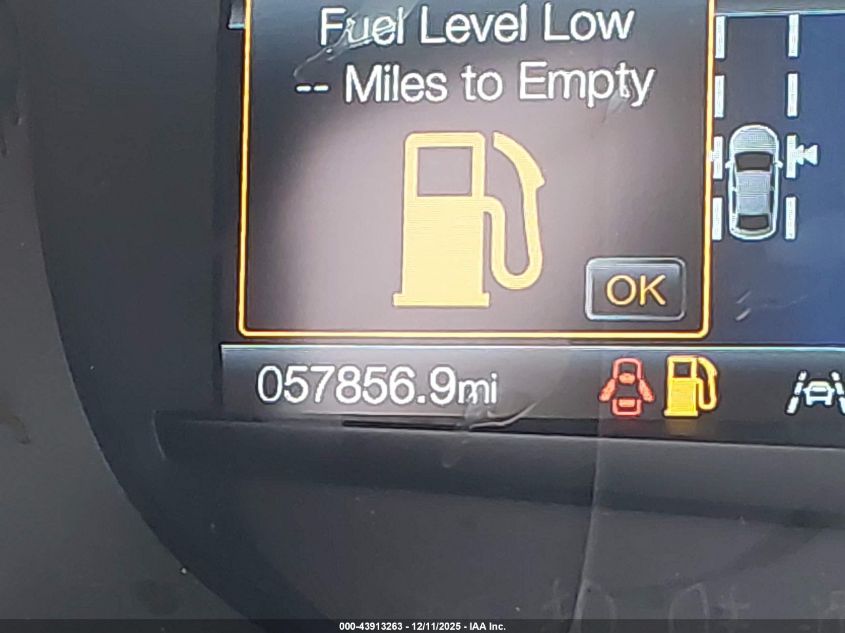 Fuel Level Low
-- Miles to Empty
OK
057856.9mi
000-43913263 - 12/11/2025 - IAA Inc.